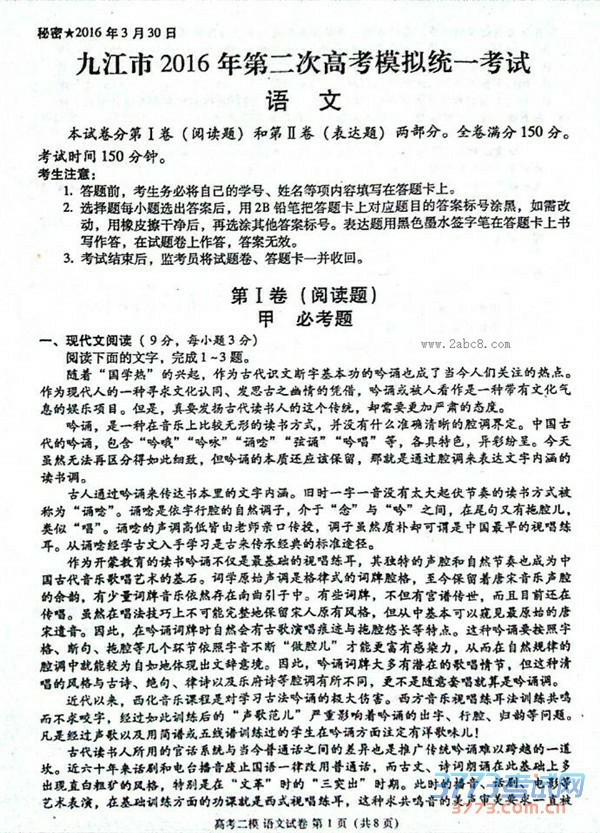 秘密★2016年3月30日
九江市2016年第二次高考模拟统一考试
语 文
本试卷分第Ⅰ卷（阅读题）和第Ⅱ卷（表达题）两部分。全卷满分150分。
考试时间150分钟。
考生注意：
1. 答题前，考生务必将自己的学号、姓名等项内容填写在答题卡上。
2. 选择题每小题选出答案后，用2B铅笔把答题卡上对应题目的答案标号涂黑，如需改
动，用橡皮擦干净后，再选涂其他答案标号。表达题用黑色墨水签字笔在答题卡上书
写作答，在试题卷上作答，答案无效。
3. 考试结束后，监考员将试题卷、答题卡一并收回。
第Ⅰ卷（阅读题）
甲 必考题
www.2abc8.com
一、现代文阅读（9分，每小题3分）
阅读下面的文字，完成1~3题。
随着“国学热”的兴起，作为古代识文断字基本功的吟诵也成了当今人们关注的热点。
作为现代人的一种寻求文化认同、发思古之幽情的凭借，吟诵或被人看作是一种带有文化气
息的娱乐项目。但是，真要发扬古代读书人的这个传统，却需要更加严肃的态度。
吟诵，是一种在音乐上比较无形的读书方式，并没有什么准确清晰的腔调界定。中国古
代的吟诵，包含“吟哦”“吟咏”“诵念”“弦诵”“吟唱”等，各具特色，异彩纷呈。今天
虽然无法再区分得如此细致，但吟诵的本质还应该保留，那就是通过腔调来表达文字内涵的
读书调。
古人通过吟诵来传达书本里的文字内涵。旧时一字一音没有太大起伏节奏的读书方式被
称为“诵念”。诵念是依字行腔的自然调子，介于“念”与“吟”之间，在尾句又有拖腔儿，
类似“唱”。诵念的声调高低皆由老师亲口传授，调子虽然质朴却可谓是中国最早的视唱练
耳。从诵念经学古文入手学习是古来传承经典的标准途径。
作为开蒙教育的读书吟诵不仅是最基础的视唱练耳，其独特的声腔和自然节奏也成为中
国古代音乐歌唱艺术的基石。词学原始声调是格律式的词牌腔格，至今保留着唐宋音乐声腔
的余韵，有少量词牌音乐依然存在南曲引子中。有些词牌，不但有宫谱传世，而且目前还在
传唱。虽然在唱法技巧上不可能完整地保留宋人原有风格，但从中基本可以窥见最原始的唐
宋遗音。因此，在吟诵词牌时自然会有古歌演唱痕迹与拖腔悠长等特点。这种吟诵要按照字
格、断句、拖腔等几个环节依照字音不断“做腔儿”才能更富有感染力，从而在自然规律的
腔调中就能较为自如地体现出文辞意境。因此，吟诵词牌大多有潜在的歌唱情节，但这种清
唱的风格与古诗、绝句、律诗以及乐府诗等腔调有所不同，更不是随意套唱就算是吟诵调。
近代以来，西化音乐课程是对学习古法吟诵的极大伤害。西方音乐视唱练耳法训练共鸣
而不求咬字，经过如此训练后的“声歌范儿”严重影响着吟诵的出字、行腔、归韵等问题。
凡是经过声歌以及用简谱或五线谱训练过的学生在吟诵方面注定有洋歌味儿！
古代读书人所用的官话系统与当今普通话之间的差异也是推广传统吟诵难以跨越的一道
坎。近六十年来话剧和电台播音废止国语一律改用普通话，而古文、诗词朗诵在此基础上多
出现直白粗犷的风格，特别是在“文革”时的“三突出”时期。此时的播音、话剧、电影等
艺术表演，在基础训练方面的功课就是西式视唱练耳，这种求共鸣音的美声审美要求一直被
3773考试网
3773.com.cn
高考二模 语文试卷 第1页（共8页）